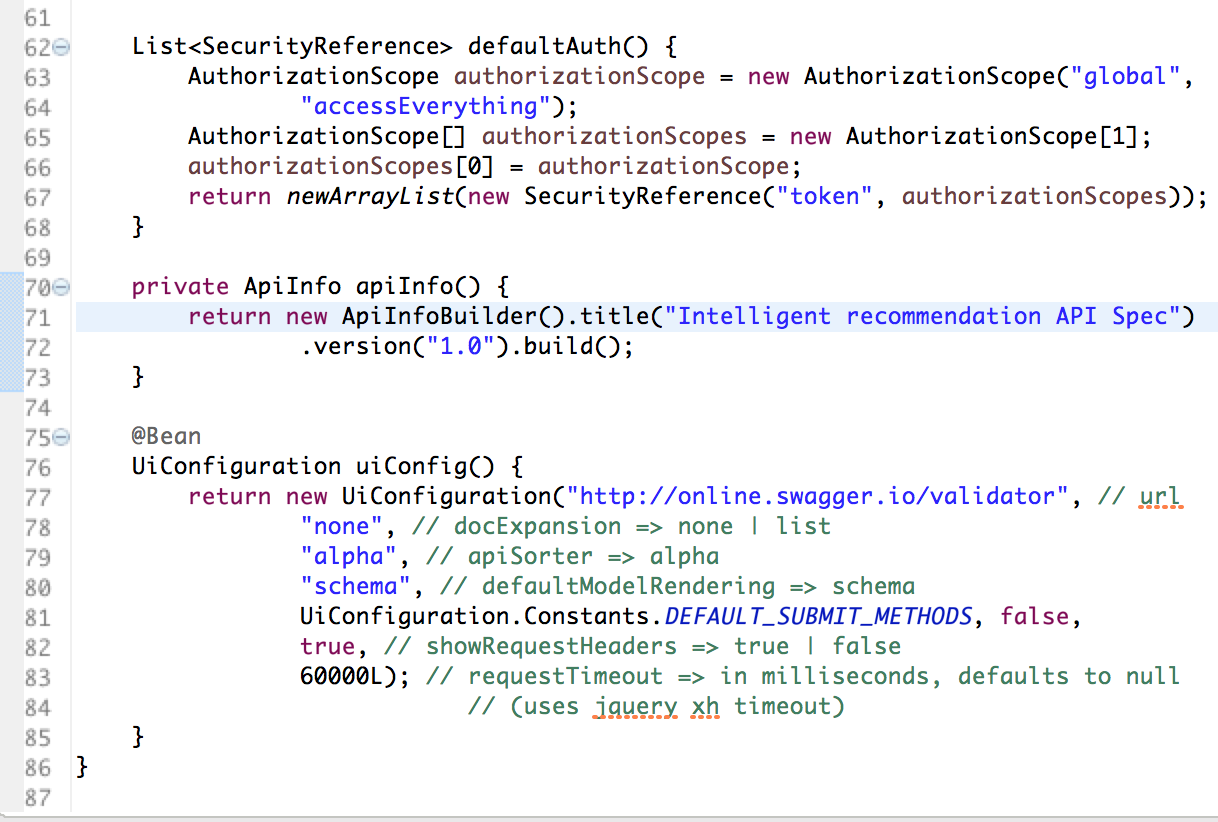 61
62 List<SecurityReference> defaultAuth() {
63 AuthorizationScope authorizationScope = new AuthorizationScope("global",
64 "accessEverything");
65 AuthorizationScope[] authorizationScopes = new AuthorizationScope[1];
66 authorizationScopes[0] = authorizationScope;
67 return newArrayList(new SecurityReference("token", authorizationScopes));
68 }
69
70 private ApiInfo apiInfo() {
71 return new ApiInfoBuilder().title("Intelligent recommendation API Spec")
72 .version("1.0").build();
73 }
74
75 @Bean
76 UiConfiguration uiConfig() {
77 return new UiConfiguration("http://online.swagger.io/validator", // url
78 "none", // docExpansion => none | list
79 "alpha", // apiSorter => alpha
80 "schema", // defaultModelRendering => schema
81 UiConfiguration.Constants.DEFAULT_SUBMIT_METHODS, false,
82 true, // showRequestHeaders => true | false
83 60000L); // requestTimeout => in milliseconds, defaults to null
84 // (uses jquery xh timeout)
85 }
86 }
87